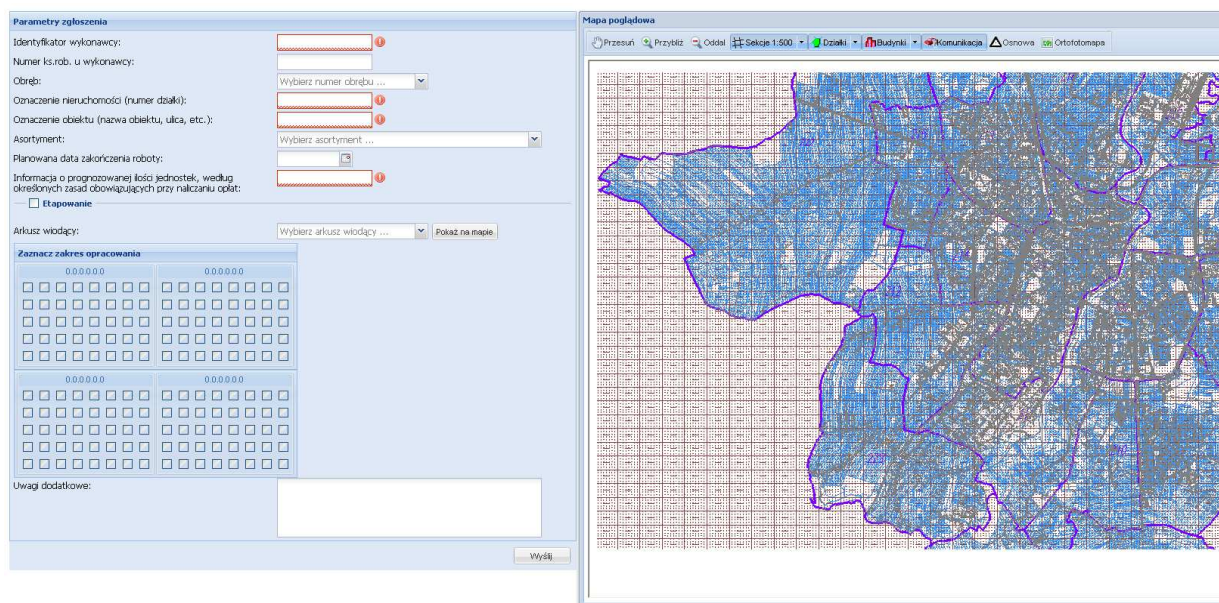 Parametry zgłoszenia
Identyfikator wykonawcy:
Numer ks.rob. u wykonawcy:
Obręb:
Wybierz numer obrębu ...
Oznaczenie nieruchomości (numer działki):
Oznaczenie obiektu (nazwa obiektu, ulica, etc.):
Asortyment:
Wybierz asortyment ...
Planowana data zakończenia roboty:
Informacja o prognozowanej ilości jednostek, według
określonych zasad obowiązujących przy naliczaniu opłat:
Etapowanie
Arkusz wiodący:
Wybierz arkusz wiodący ...
Pokaż na mapie
Zaznacz zakres opracowania
0.0.0.0.0.0 0.0.0.0.0.0
0.0.0.0.0.0 0.0.0.0.0.0
Uwagi dodatkowe:
Wyślij
Mapa poglądowa
Przesuń Przybliż Oddal Sekcje 1:500 Działki Budynki Komunikacja Osnowa Ortofotomapa